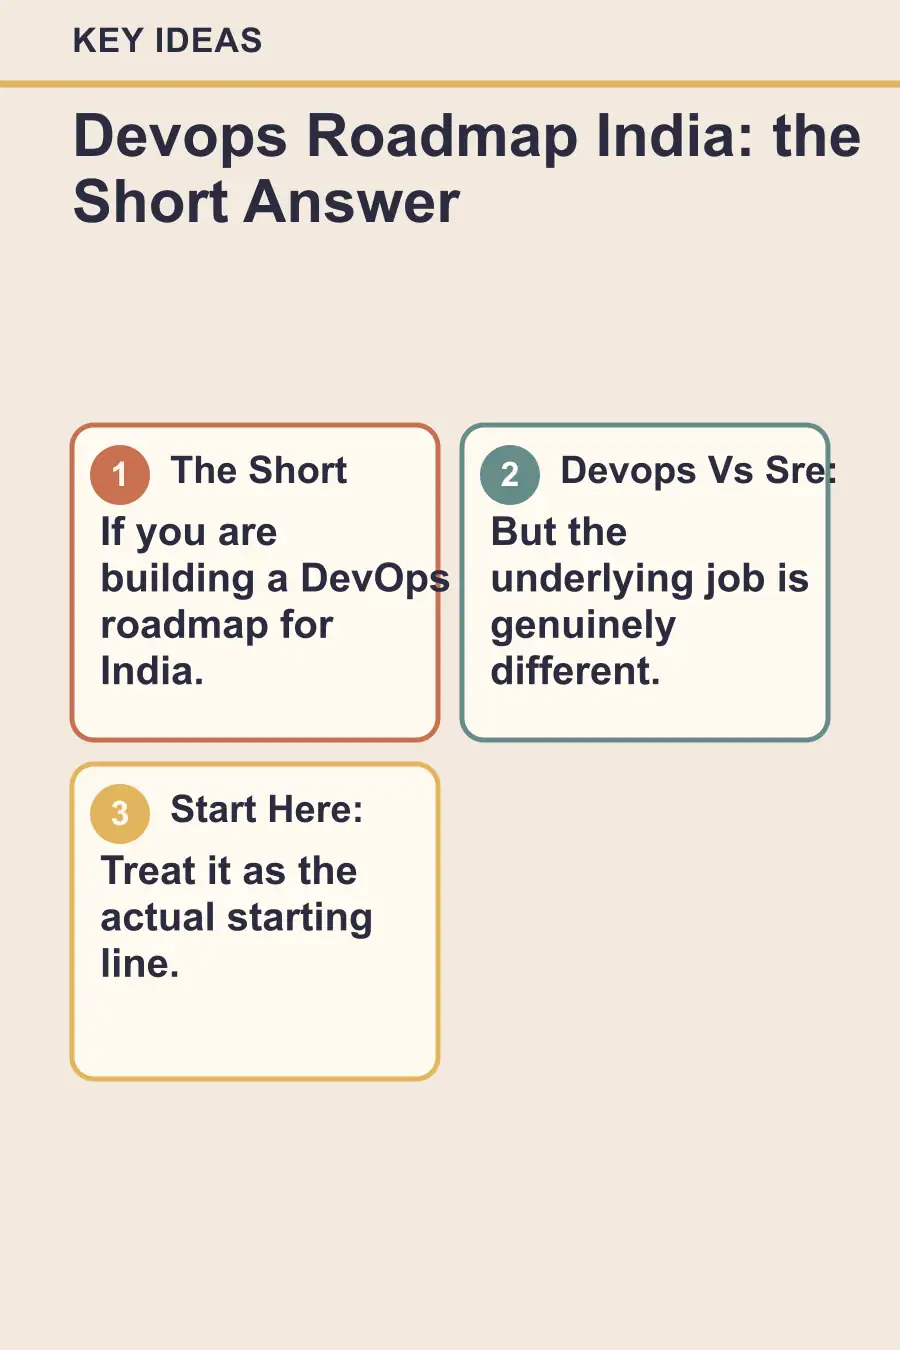 KEY IDEAS
Devops Roadmap India: the
Short Answer
1 The Short
If you are
building a DevOps
roadmap for
India.
2 Devops Vs Sre:
But the
underlying job is
genuinely
different.
3 Start Here:
Treat it as the
actual starting
line.